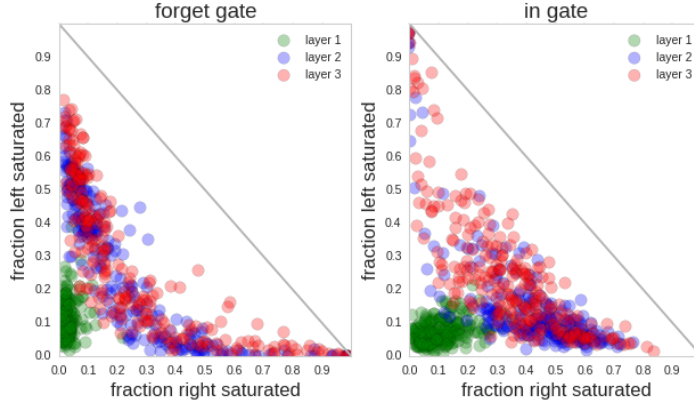 forget gate
layer 1
layer 2
layer 3
0.9
0.8
0.7
0.6
0.5
0.4
0.3
0.2
0.1
0.0
fraction left saturated
0.0 0.1 0.2 0.3 0.4 0.5 0.6 0.7 0.8 0.9
fraction right saturated
in gate
layer 1
layer 2
layer 3
0.9
0.8
0.7
0.6
0.5
0.4
0.3
0.2
0.1
0.0
fraction left saturated
0.0 0.1 0.2 0.3 0.4 0.5 0.6 0.7 0.8 0.9
fraction right saturated